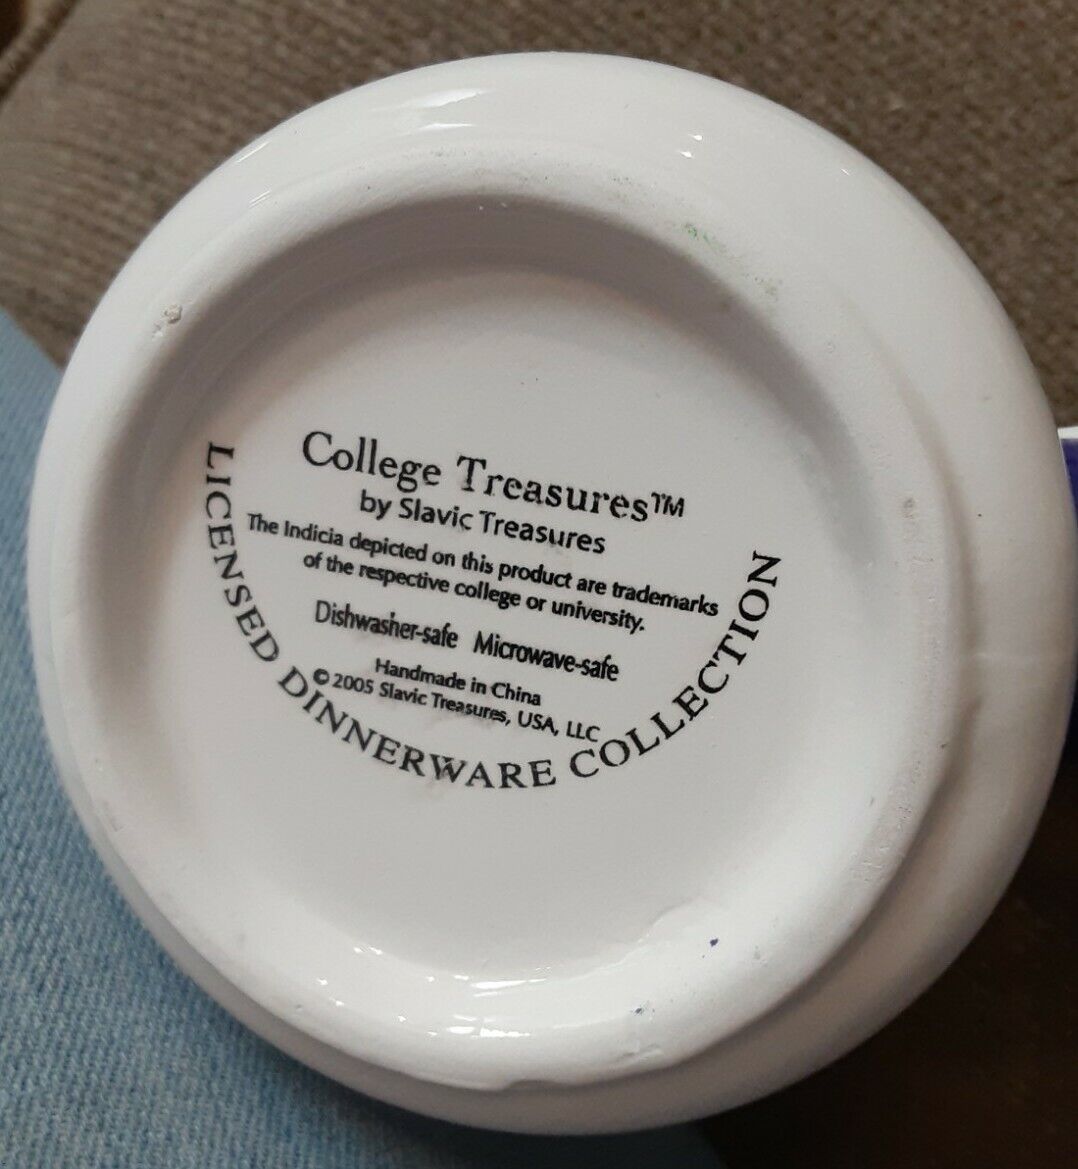 College Treasures™
by Slavic Treasures
The Indicia depicted on this product are trademarks
of the respective college or university.
Dishwasher-safe Microwave-safe
Handmade in China
© 2005 Slavic Treasures, USA, LLC
LICENSED DINNERWARE COLLECTION